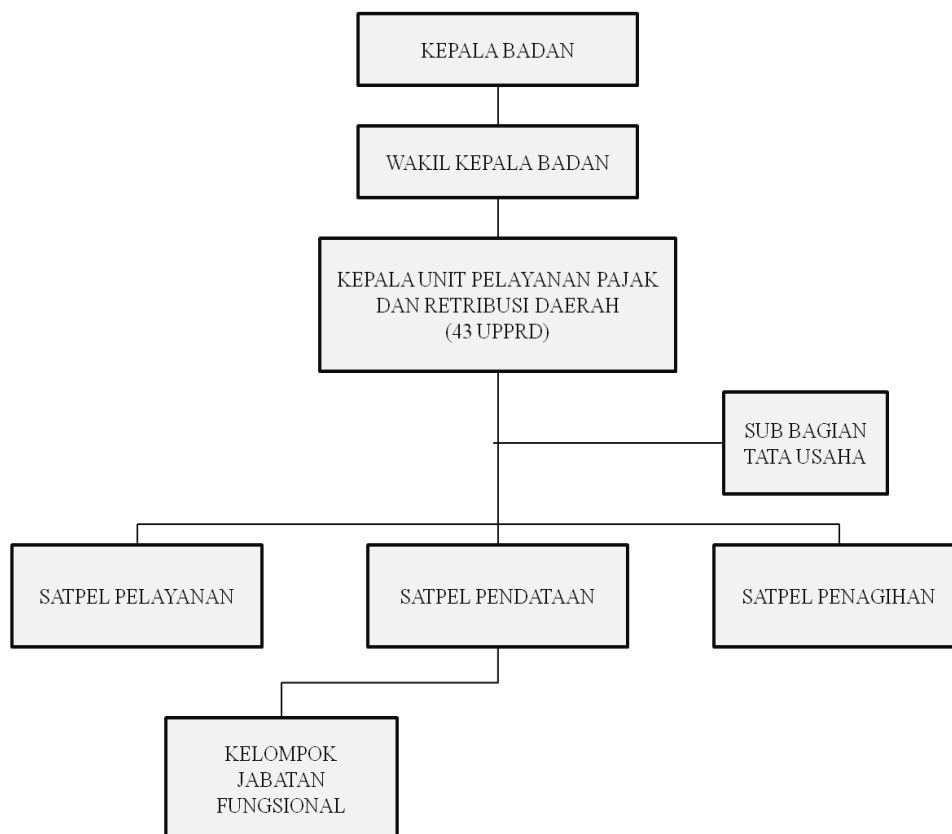 KEPALA BADAN
WAKIL KEPALA BADAN
KEPALA UNIT PELAYANAN PAJAK
DAN RETRIBUSI DAERAH
(43 UPPRD)
SUB BAGIAN
TATA USAHA
SATPEL PELAYANAN
SATPEL PENDATAAN
SATPEL PENAGIHAN
KELOMPOK
JABATAN
FUNGSIONAL